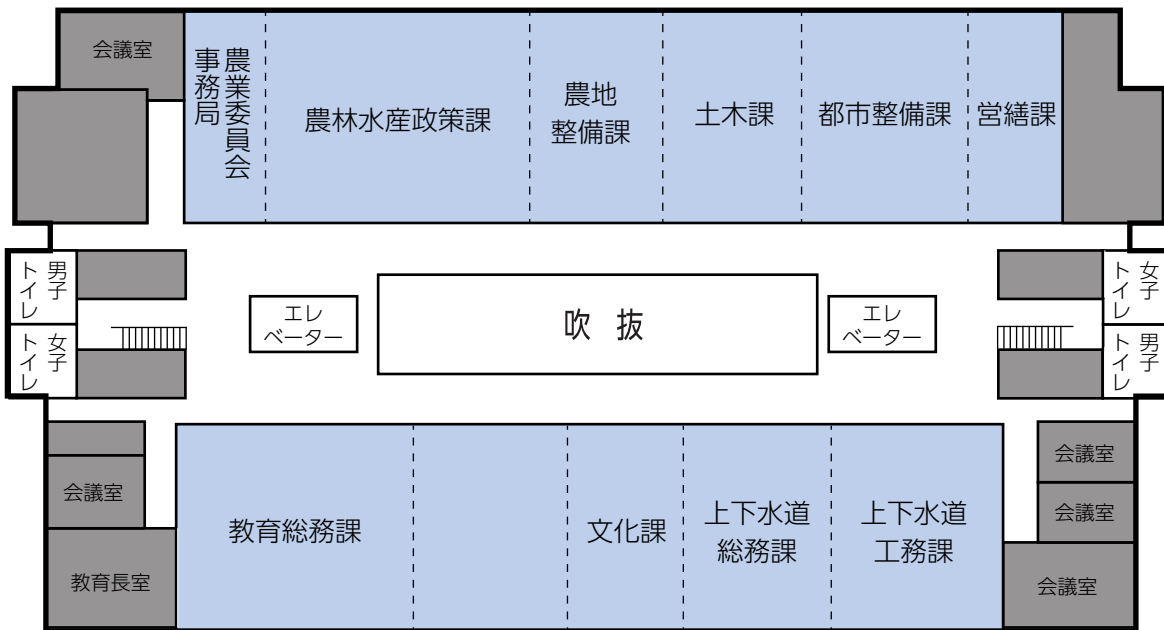 会議室
農業委員会
事務局
農林水産政策課
農地
整備課
土木課
都市整備課
営繕課
男子
トイレ
女子
トイレ
エレ
ベーター
吹 抜
エレ
ベーター
女子
トイレ
男子
トイレ
会議室
教育長室
教育総務課
文化課
上下水道
総務課
上下水道
工務課
会議室
会議室
会議室